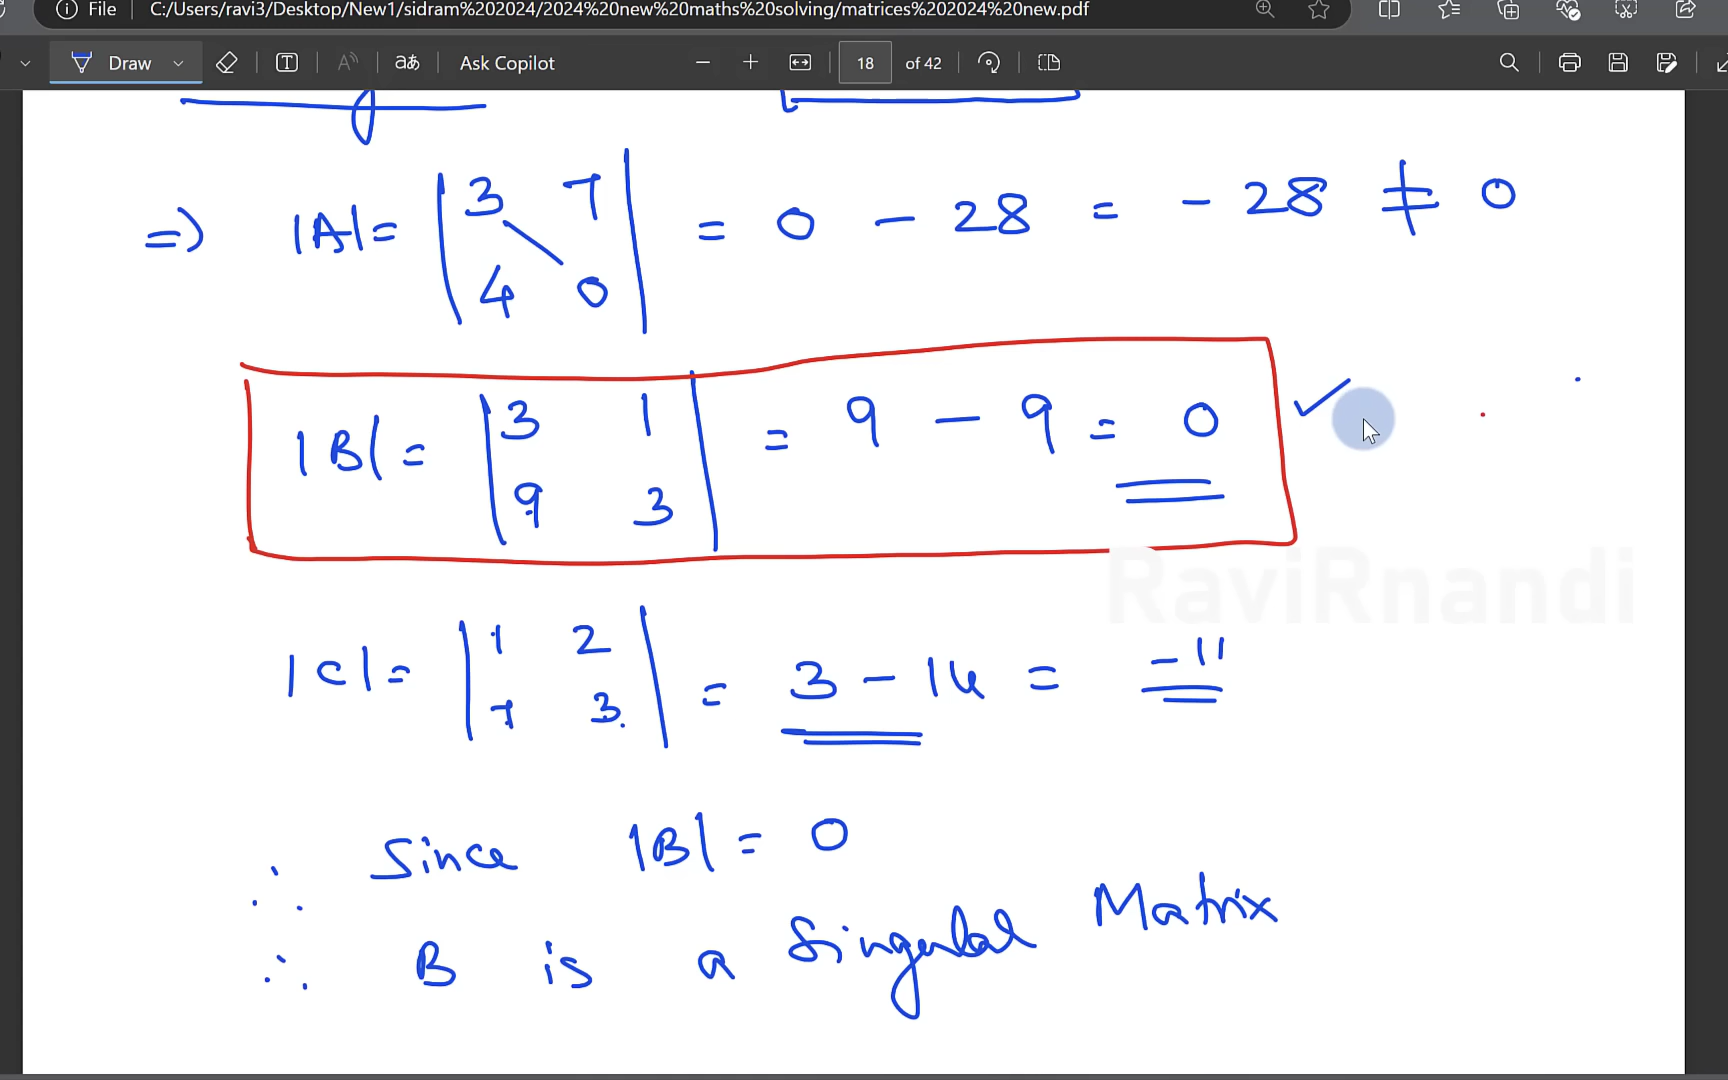 File C:/Users/ravi3/Desktop/New1/sidram%202024/2024%20new%20maths%20solving/matrices%202024%20new.pdf
Draw T A aあ Ask Copilot 18 of 42
=> |A| = | 3 7 | = 0 - 28 = - 28 ≠ 0
4 0
|B| = | 3 1 | = 9 - 9 = 0 ✓
9 3
RaviRnandi
|C| = | 1 2 | = 3 - 14 = -11
7 3
∴ Since |B| = 0
∴ B is a Singular Matrix